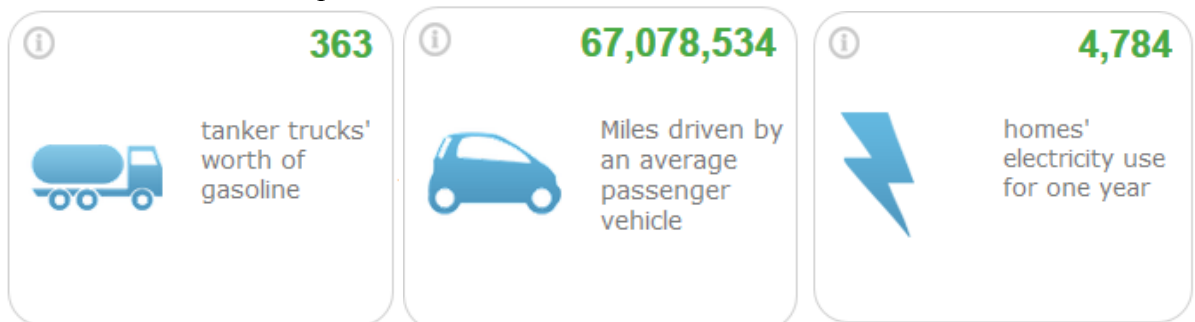 363
tanker trucks'
worth of
gasoline
67,078,534
Miles driven by
an average
passenger
vehicle
4,784
homes'
electricity use
for one year